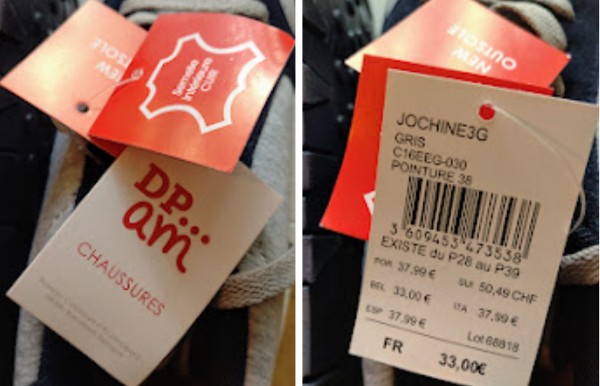 NEW
OUTSOLE
Semelle
Intérieure
CUIR
DP...
am
CHAUSSURES
NEW
OUTSOLE
JOCHINE3G
GRIS
C16EEG-030
POINTURE 38
3 609453 473538
EXISTE du P28 au P39
POR 37,99 € SUI 50,49 CHF
BEL 33,00 € ITA 37,99 €
ESP 37,99 € Lot 68818
FR 33,00€